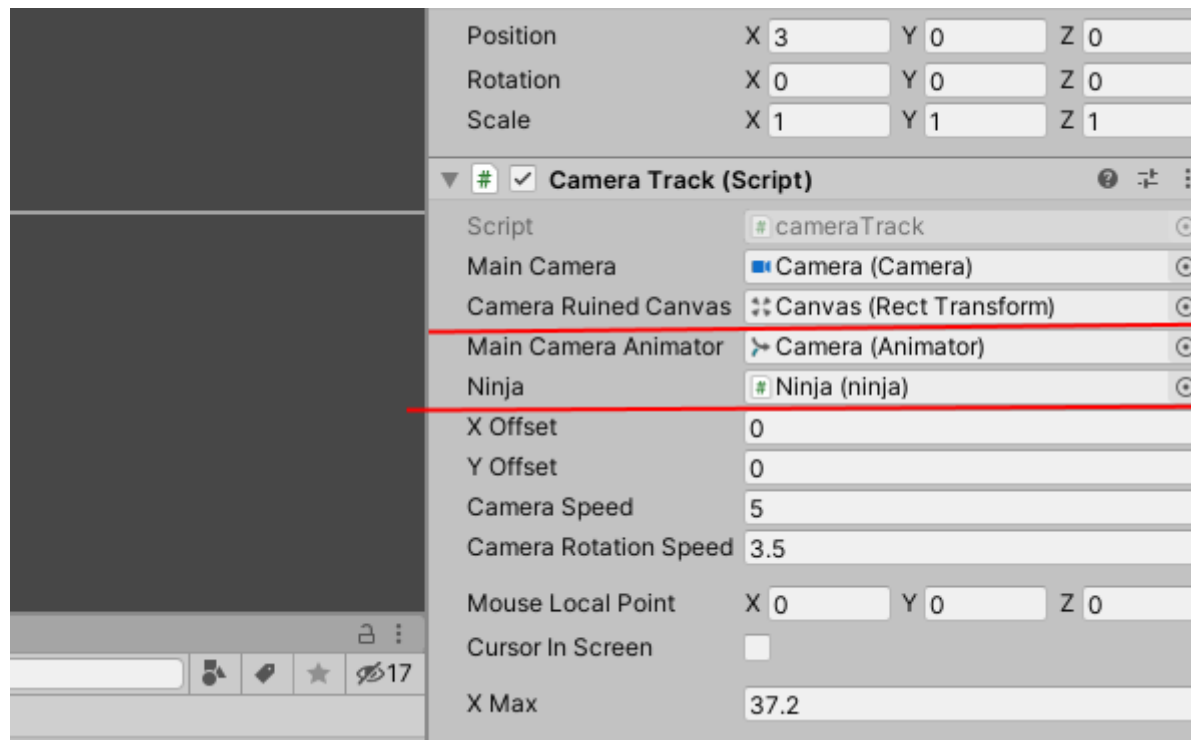 Position X 3 Y 0 Z 0
Rotation X 0 Y 0 Z 0
Scale X 1 Y 1 Z 1
# Camera Track (Script)
Script # cameraTrack
Main Camera Camera (Camera)
Camera Ruined Canvas Canvas (Rect Transform)
Main Camera Animator Camera (Animator)
Ninja # Ninja (ninja)
X Offset 0
Y Offset 0
Camera Speed 5
Camera Rotation Speed 3.5
Mouse Local Point X 0 Y 0 Z 0
Cursor In Screen
17
X Max 37.2